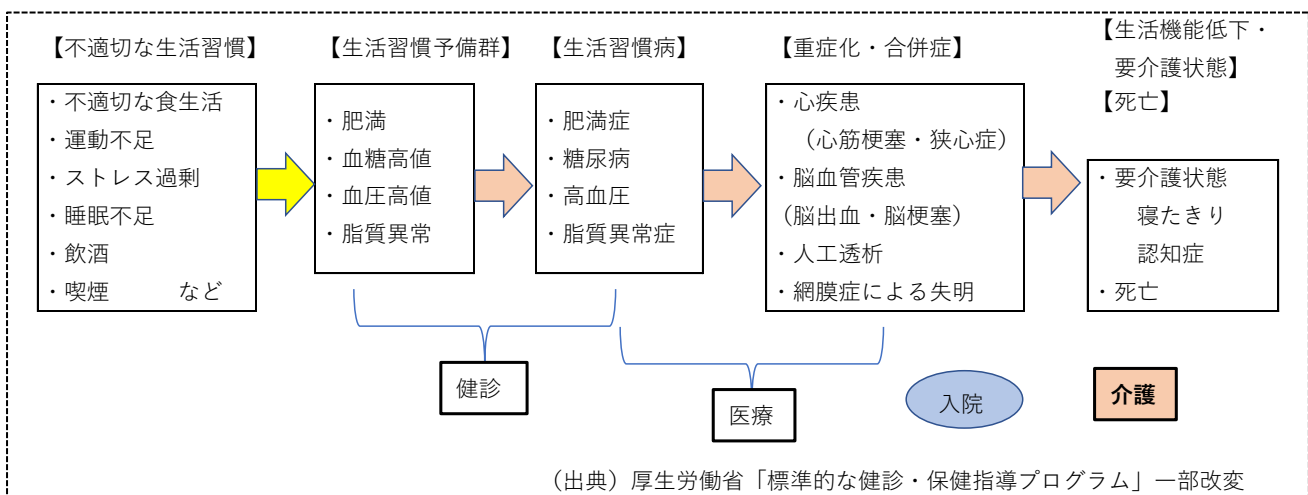 【不適切な生活習慣】
・不適切な食生活
・運動不足
・ストレス過剰
・睡眠不足
・飲酒
・喫煙　　　など
【生活習慣予備群】
・肥満
・血糖高値
・血圧高値
・脂質異常
【生活習慣病】
・肥満症
・糖尿病
・高血圧
・脂質異常症
【重症化・合併症】
・心疾患
（心筋梗塞・狭心症）
・脳血管疾患
（脳出血・脳梗塞）
・人工透析
・網膜症による失明
【生活機能低下・
要介護状態】
【死亡】
・要介護状態
寝たきり
認知症
・死亡
健診
医療
入院
介護
（出典）厚生労働省「標準的な健診・保健指導プログラム」一部改変